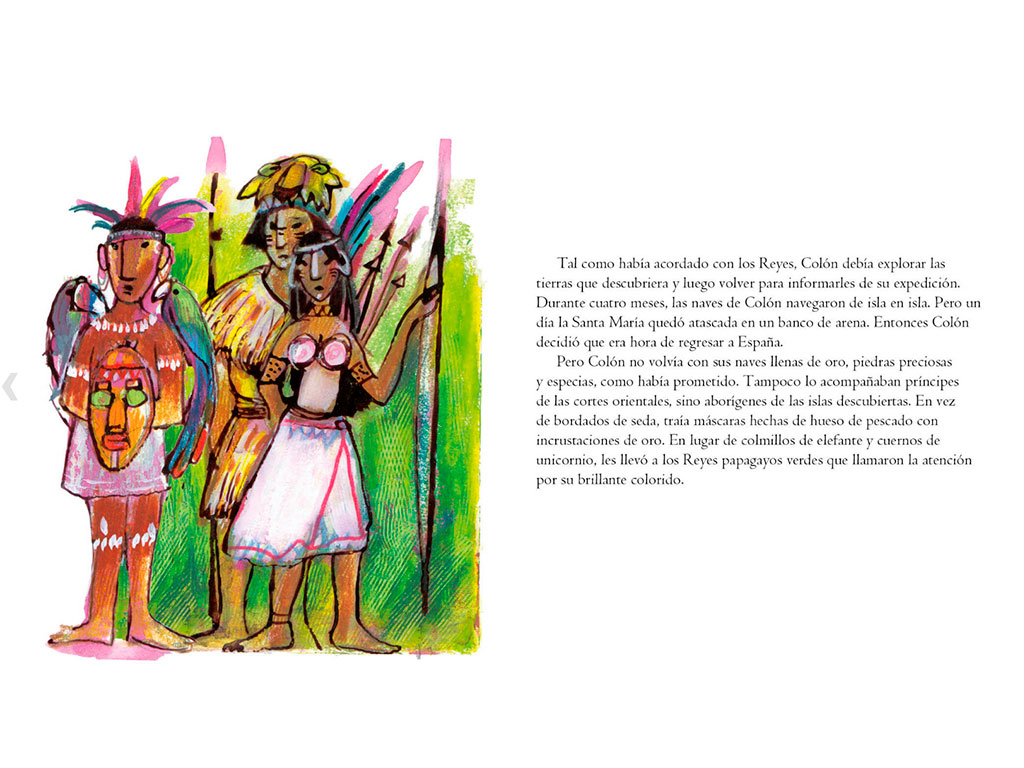 Tal como había acordado con los Reyes, Colón debía explorar las
tierras que descubriera y luego volver para informarles de su expedición.
Durante cuatro meses, las naves de Colón navegaron de isla en isla. Pero un
día la Santa María quedó atascada en un banco de arena. Entonces Colón
decidió que era hora de regresar a España.
Pero Colón no volvía con sus naves llenas de oro, piedras preciosas
y especias, como había prometido. Tampoco lo acompañaban príncipes
de las cortes orientales, sino aborígenes de las islas descubiertas. En vez
de bordados de seda, traía máscaras hechas de hueso de pescado con
incrustaciones de oro. En lugar de colmillos de elefante y cuernos de
unicornio, les llevó a los Reyes papagayos verdes que llamaron la atención
por su brillante colorido.